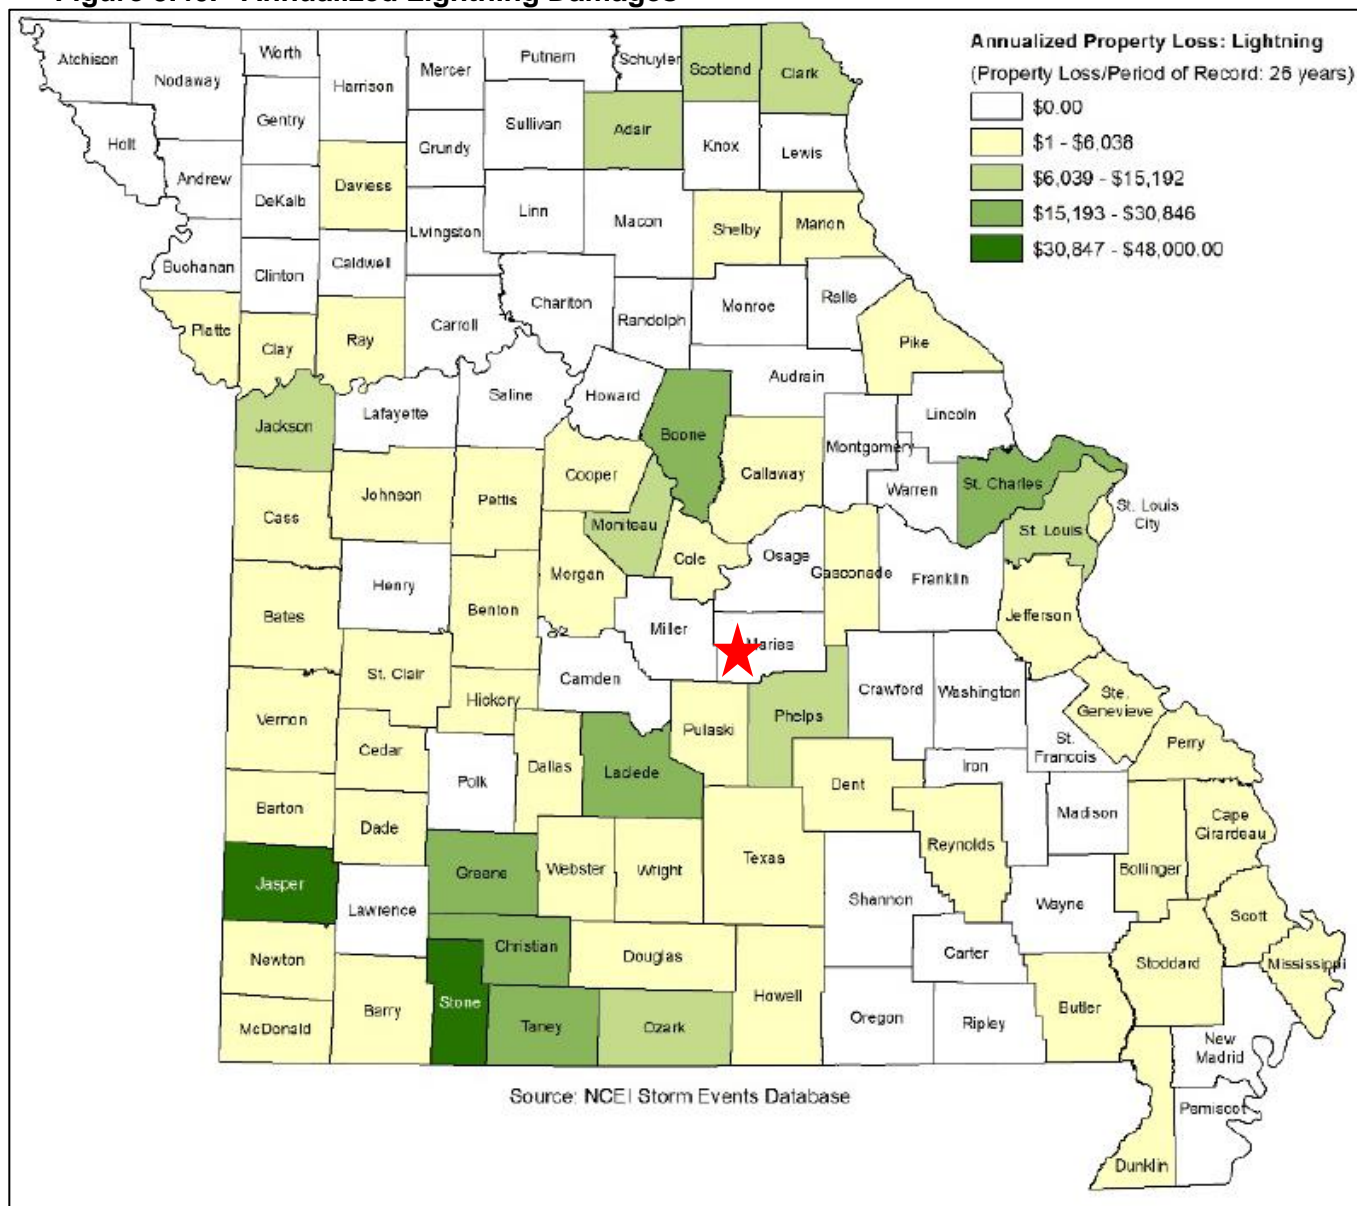 Annualized Property Loss: Lightning
(Property Loss/Period of Record: 26 years)
$0.00
$1 - $6,038
$6,039 - $15,192
$15,193 - $30,846
$30,847 - $48,000.00
Atchison
Nodaway
Worth
Harrison
Mercer
Putnam
Schuyler
Scotland
Clark
Gentry
Sullivan
Adair
Knox
Lewis
Holt
Andrew
DeKalb
Daviess
Grundy
Linn
Macon
Shelby
Marion
Livingston
Buchanan
Clinton
Caldwell
Chariton
Randolph
Monroe
Ralls
Platte
Clay
Ray
Carroll
Pike
Audrain
Saline
Howard
Jackson
Lafayette
Boone
Lincoln
Montgomery
Cooper
Callaway
Warren
St. Charles
St. Louis
City
St. Louis
Cass
Johnson
Pettis
Moniteau
Cole
Osage
Gasconade
Franklin
Morgan
Henry
Benton
Bates
Jefferson
Miller
Maries
St. Clair
Camden
Crawford
Washington
Hickory
Ste.
Genevieve
Vernon
Pulaski
Phelps
St.
Francois
Perry
Cedar
Polk
Dallas
Laclede
Dent
Iron
Barton
Dade
Madison
Cape
Girardeau
Jasper
Greene
Webster
Wright
Texas
Reynolds
Bollinger
Lawrence
Shannon
Wayne
Scott
Christian
Douglas
Carter
Newton
Stoddard
Mississippi
Barry
Stone
Howell
McDonald
Taney
Ozark
Oregon
Ripley
Butler
New
Madrid
Source: NCEI Storm Events Database
Pemiscot
Dunklin